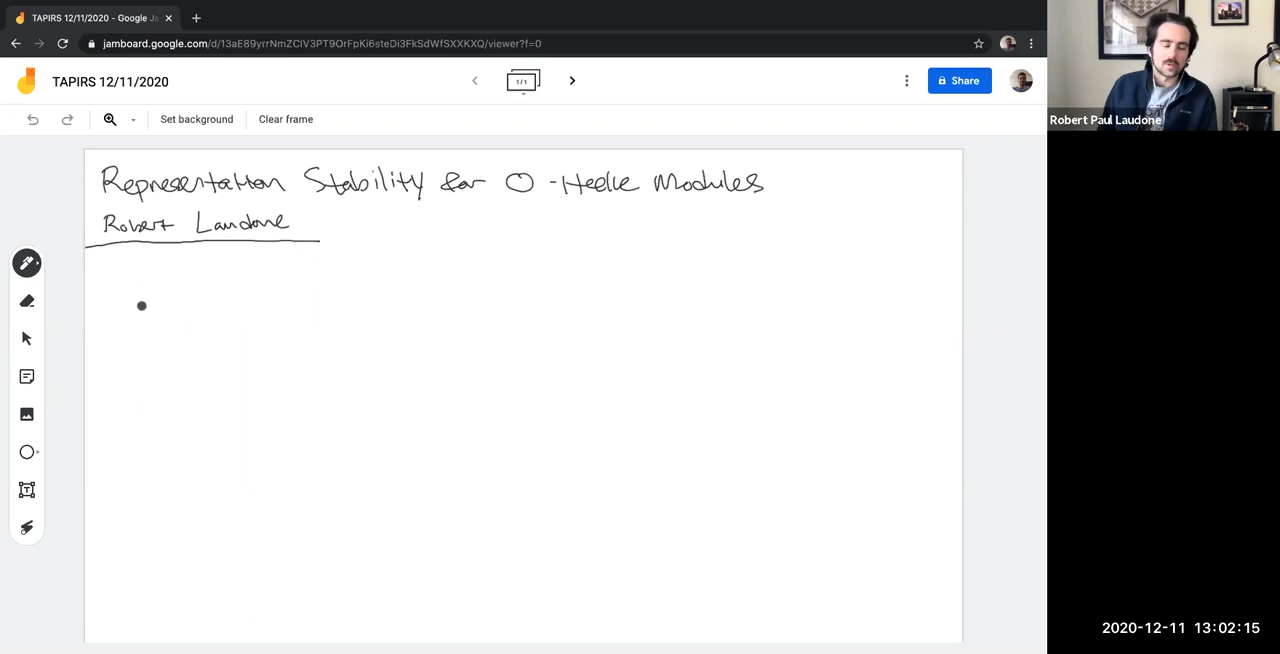 TAPIRS 12/11/2020 - Google Ja
jamboard.google.com/d/13aE89yrrNmZCIV3PT9OrFpKi6steDi3FkSdWfSXXKXQ/viewer?f=0
TAPIRS 12/11/2020
1/1
Share
Set background
Clear frame
Representation Stability for 0-Hecke Modules
Robert Laudone
Robert Paul Laudone
2020-12-11 13:02:15